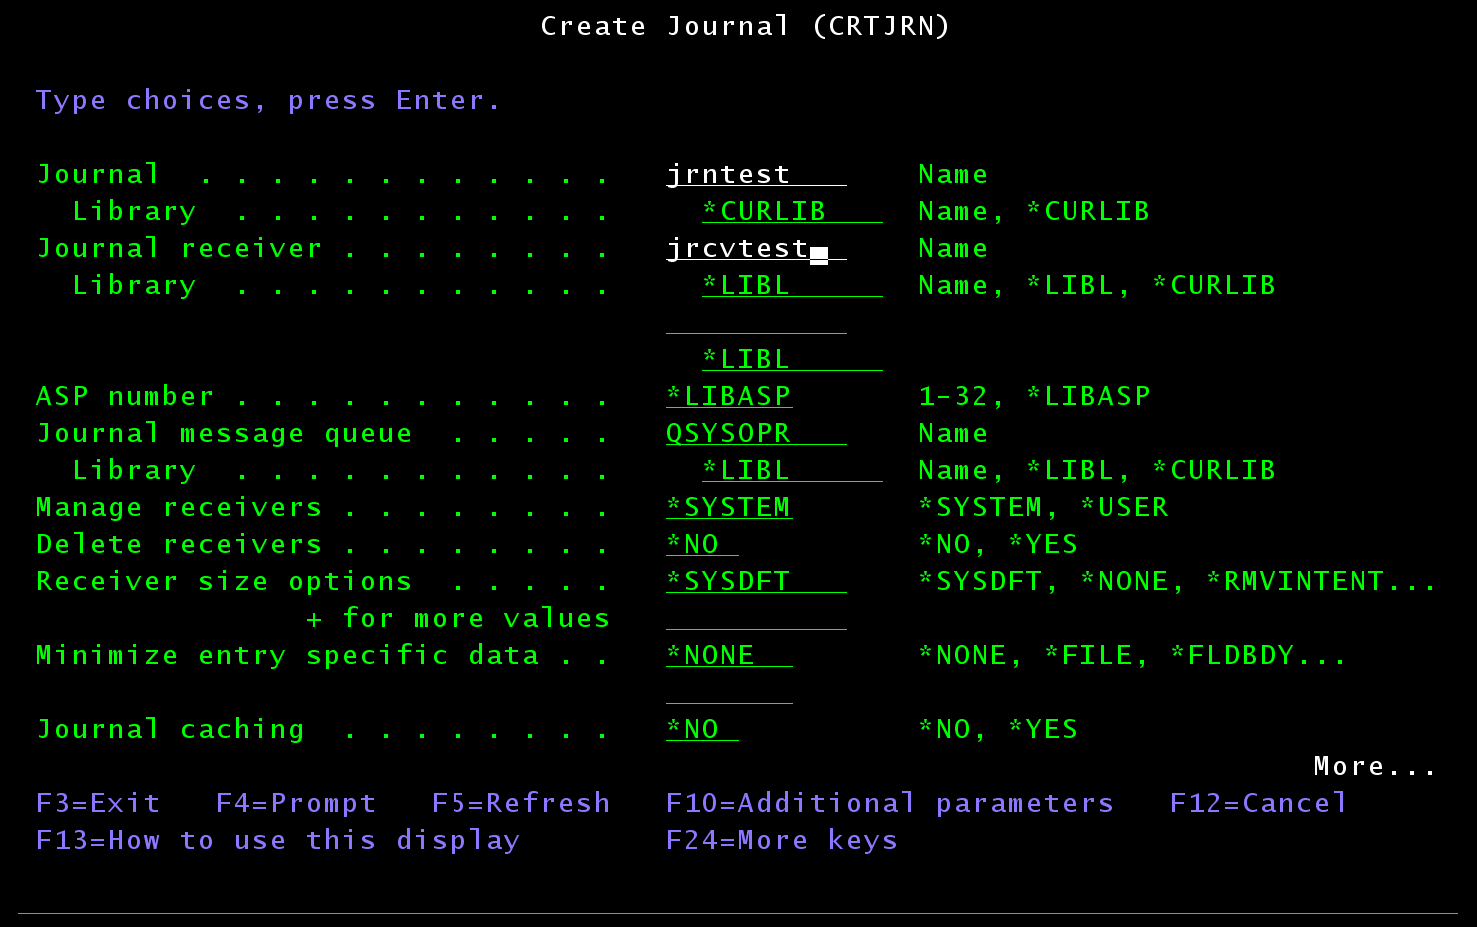 Create Journal (CRTJRN)
Type choices, press Enter.
Journal  . . . . . . . . . . . .   jrntest   Name
Library  . . . . . . . . . . .   *CURLIB   Name, *CURLIB
Journal receiver . . . . . . . .   jrcvtest   Name
Library  . . . . . . . . . . .   *LIBL   Name, *LIBL, *CURLIB
*LIBL
ASP number . . . . . . . . . . .   *LIBASP   1-32, *LIBASP
Journal message queue  . . . . .   QSYSOPR   Name
Library  . . . . . . . . . . .   *LIBL   Name, *LIBL, *CURLIB
Manage receivers . . . . . . . .   *SYSTEM   *SYSTEM, *USER
Delete receivers . . . . . . . .   *NO   *NO, *YES
Receiver size options  . . . . .   *SYSDFT   *SYSDFT, *NONE, *RMVINTENT...
+ for more values
Minimize entry specific data . .   *NONE   *NONE, *FILE, *FLDBDY...
Journal caching  . . . . . . . .   *NO   *NO, *YES
More...
F3=Exit   F4=Prompt   F5=Refresh   F10=Additional parameters   F12=Cancel
F13=How to use this display   F24=More keys